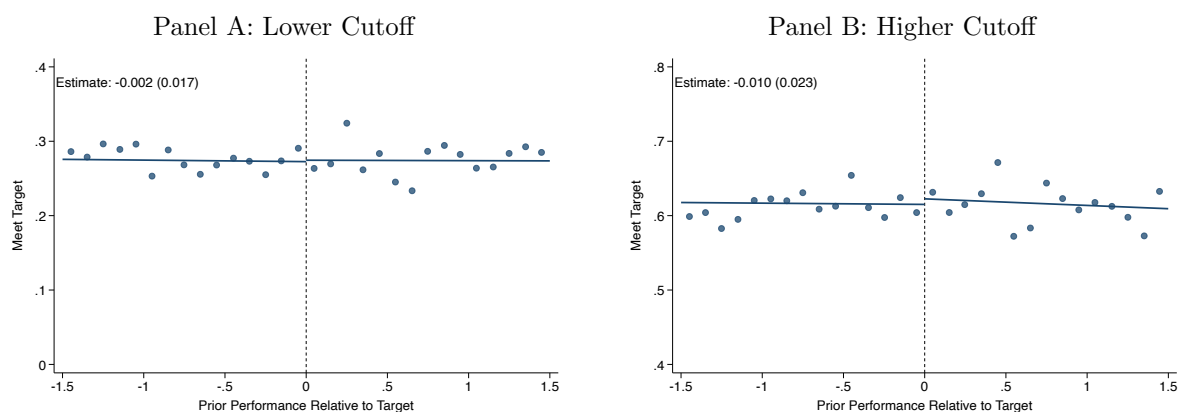 Panel A: Lower Cutoff
Estimate: -0.002 (0.017)
Meet Target
.4
.3
.2
.1
0
-1.5 -1 -.5 0 .5 1 1.5
Prior Performance Relative to Target
Panel B: Higher Cutoff
Estimate: -0.010 (0.023)
Meet Target
.8
.7
.6
.5
.4
-1.5 -1 -.5 0 .5 1 1.5
Prior Performance Relative to Target